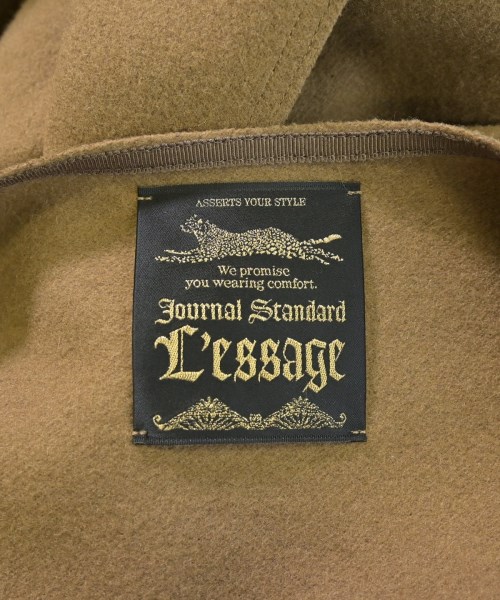 ASSERTS YOUR STYLE
We promise
you wearing comfort.
Journal Standard
L'essage